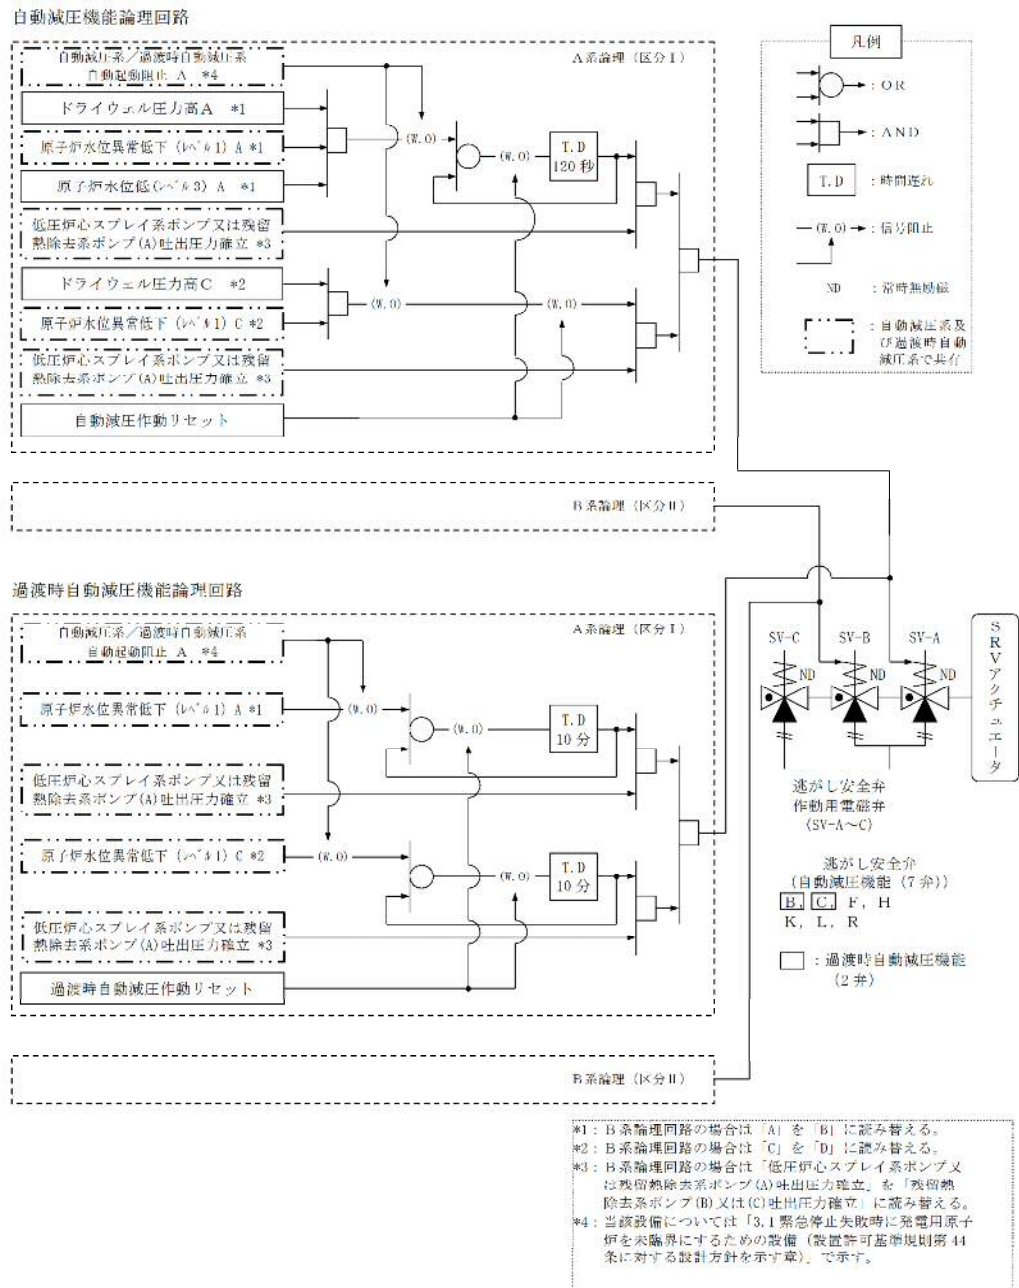 自動減圧機能論理回路
A系論理（区分Ⅰ）
自動減圧系／過渡時自動減圧系
自動起動阻止 A *4
ドライウェル圧力高A *1
原子炉水位異常低下（レベル1）A *1
原子炉水位低（レベル3）A *1
低圧炉心スプレイ系ポンプ又は残留
熱除去系ポンプ(A)吐出圧力確立 *3
ドライウェル圧力高C *2
原子炉水位異常低下（レベル1）C *2
低圧炉心スプレイ系ポンプ又は残留
熱除去系ポンプ(A)吐出圧力確立 *3
自動減圧作動リセット
(W.O)
(W.O)
T.D
120秒
(W.O)
(W.O)
B系論理（区分Ⅱ）
凡例
：OR
：AND
T.D ：時間遅れ
(W.O) ：信号阻止
ND ：常時無励磁
：自動減圧系及
び過渡時自動
減圧系で共有
過渡時自動減圧機能論理回路
A系論理（区分Ⅰ）
自動減圧系／過渡時自動減圧系
自動起動阻止 A *4
原子炉水位異常低下（レベル1）A *1
低圧炉心スプレイ系ポンプ又は残留
熱除去系ポンプ(A)吐出圧力確立 *3
原子炉水位異常低下（レベル1）C *2
低圧炉心スプレイ系ポンプ又は残留
熱除去系ポンプ(A)吐出圧力確立 *3
過渡時自動減圧作動リセット
(W.O)
(W.O)
T.D
10分
(W.O)
(W.O)
T.D
10分
B系論理（区分Ⅱ）
SV-C SV-B SV-A
ND ND ND
SRVアクチュエータ
逃がし安全弁
作動用電磁弁
(SV-A～C)
逃がし安全弁
（自動減圧機能（7弁））
B, C, F, H
K, L, R
：過渡時自動減圧機能
（2弁）
*1：B系論理回路の場合は「A」を「B」に読み替える。
*2：B系論理回路の場合は「C」を「D」に読み替える。
*3：B系論理回路の場合は「低圧炉心スプレイ系ポンプ又
は残留熱除去系ポンプ(A)吐出圧力確立」を「残留熱
除去系ポンプ(B)又は(C)吐出圧力確立」に読み替える。
*4：当該設備については「3.1 緊急停止失敗時に発電用原子
炉を未臨界にするための設備（設置許可基準規則第44
条に対する設計方針を示す章）」で示す。